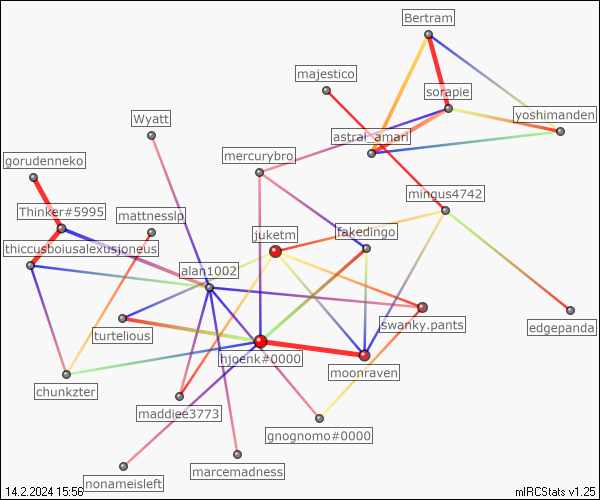 Bertram
majestico
sorapie
Wyatt
yoshimanden
astral_amari
mercurybro
gorudenneko
mingus4742
Thinker#5995
mattnesslp
juketm
fakedingo
thiccusboiusalexusjoneus
alan1002
swanky.pants
edgepanda
turtelious
hjoenk#0000
moonraven
chunkzter
maddiee3773
gnognomo#0000
marcemadness
nonameisleft
14.2.2024 15:56
mIRCStats v1.25